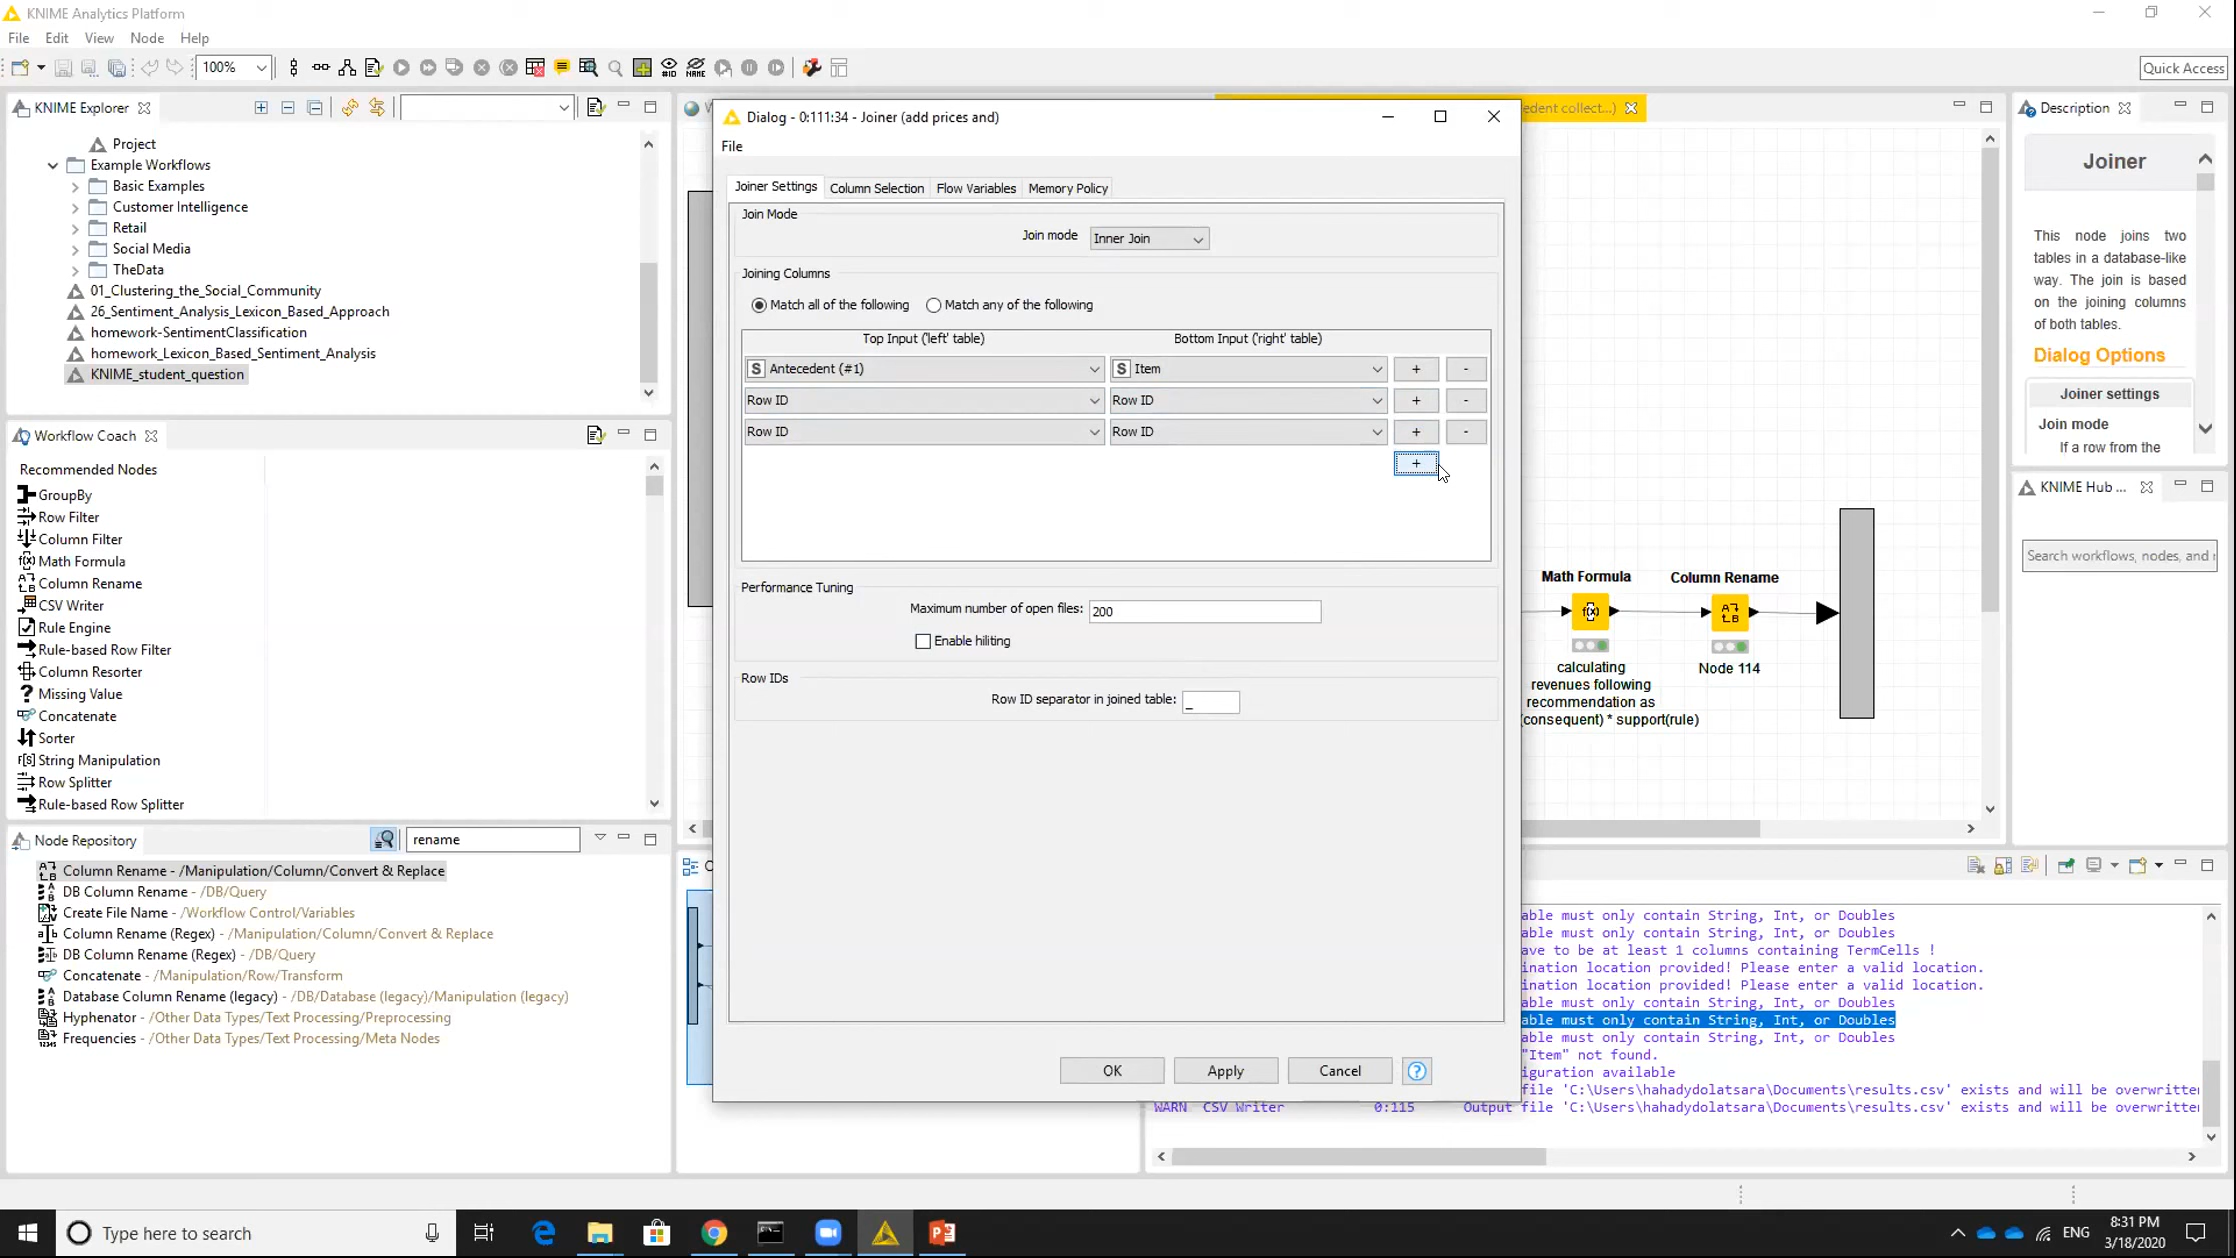 KNIME Analytics Platform
File Edit View Node Help
100%
Quick Access
KNIME Explorer
Project
Example Workflows
Basic Examples
Customer Intelligence
Retail
Social Media
TheData
01_Clustering_the_Social_Community
26_Sentiment_Analysis_Lexicon_Based_Approach
homework-SentimentClassification
homework_Lexicon_Based_Sentiment_Analysis
KNIME_student_question
Workflow Coach
Recommended Nodes
GroupBy
Row Filter
Column Filter
Math Formula
Column Rename
CSV Writer
Rule Engine
Rule-based Row Filter
Column Resorter
Missing Value
Concatenate
Sorter
String Manipulation
Row Splitter
Rule-based Row Splitter
Node Repository
rename
Column Rename - /Manipulation/Column/Convert & Replace
DB Column Rename - /DB/Query
Create File Name - /Workflow Control/Variables
Column Rename (Regex) - /Manipulation/Column/Convert & Replace
DB Column Rename (Regex) - /DB/Query
Concatenate - /Manipulation/Row/Transform
Database Column Rename (legacy) - /DB/Database (legacy)/Manipulation (legacy)
Hyphenator - /Other Data Types/Text Processing/Preprocessing
Frequencies - /Other Data Types/Text Processing/Meta Nodes
Dialog - 0:111:34 - Joiner (add prices and)
File
Joiner Settings Column Selection Flow Variables Memory Policy
Join Mode
Join mode Inner Join
Joining Columns
Match all of the following Match any of the following
Top Input ('left' table) Bottom Input ('right' table)
S Antecedent (#1) S Item + -
Row ID Row ID + -
Row ID Row ID + -
+
Performance Tuning
Maximum number of open files: 200
Enable hiliting
Row IDs
Row ID separator in joined table: _
OK Apply Cancel ?
edent collect...)
Math Formula
f(x)
calculating
revenues following
recommendation as
(consequent) * support(rule)
Column Rename
Node 114
Description
Joiner
This node joins two
tables in a database-like
way. The join is based
on the joining columns
of both tables.
Dialog Options
Joiner settings
Join mode
If a row from the
KNIME Hub ...
Search workflows, nodes, and
able must only contain String, Int, or Doubles
able must only contain String, Int, or Doubles
ave to be at least 1 columns containing TermCells !
ination location provided! Please enter a valid location.
ination location provided! Please enter a valid location.
able must only contain String, Int, or Doubles
able must only contain String, Int, or Doubles
able must only contain String, Int, or Doubles
"Item" not found.
iguration available
file 'C:\Users\hahadydolatsara\Documents\results.csv' exists and will be overwritte
WARN CSV Writer 0:115 Output file 'C:\Users\hahadydolatsara\Documents\results.csv' exists and will be overwritte
Type here to search
ENG
8:31 PM
3/18/2020